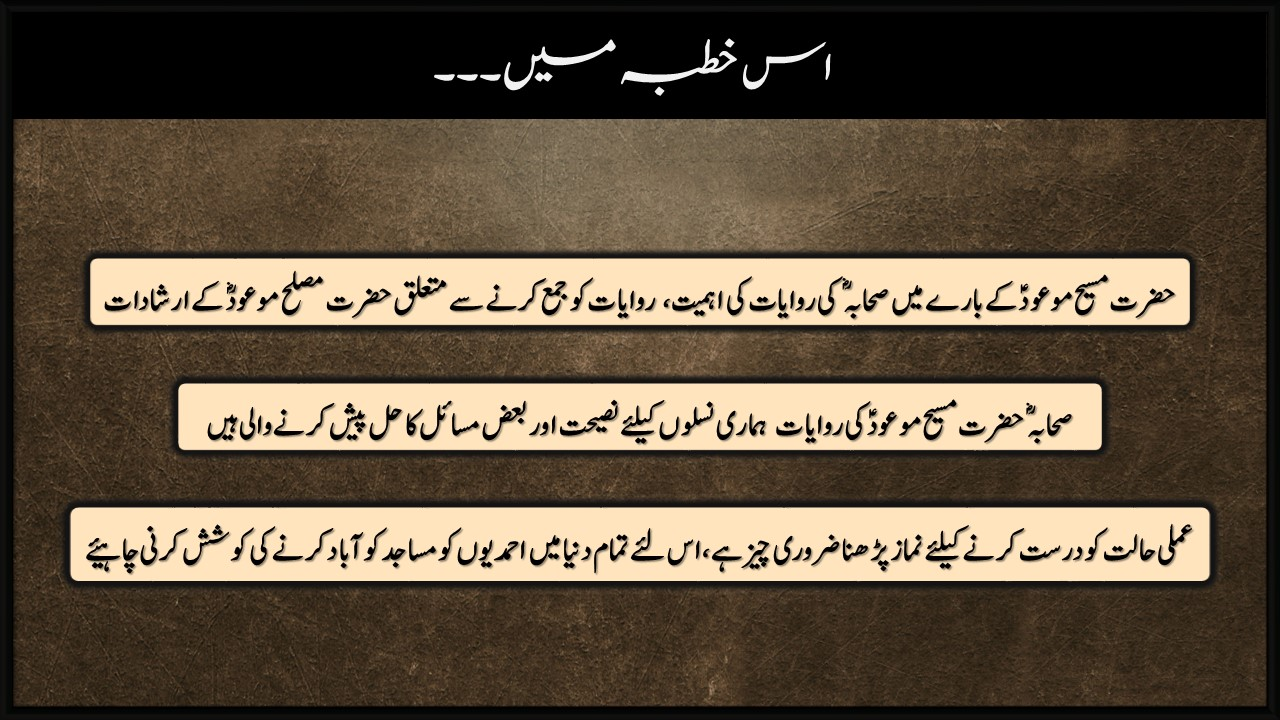 اس خطبہ میں۔۔۔
حضرت مسیح موعودؑ کے بارے میں صحابہؓ کی روایات کی اہمیت، روایات کو جمع کرنے سے متعلق حضرت مصلح موعودؓ کے ارشادات
صحابہؓ حضرت مسیح موعودؑ کی روایات ہماری نسلوں کیلئے نصیحت اور بعض مسائل کا حل پیش کرنے والی ہیں
عملی حالت کو درست کرنے کیلئے نماز پڑھنا ضروری چیز ہے، اس لئے تمام دنیا میں احمدیوں کو مساجد کو آباد کرنے کی کوشش کرنی چاہیئے